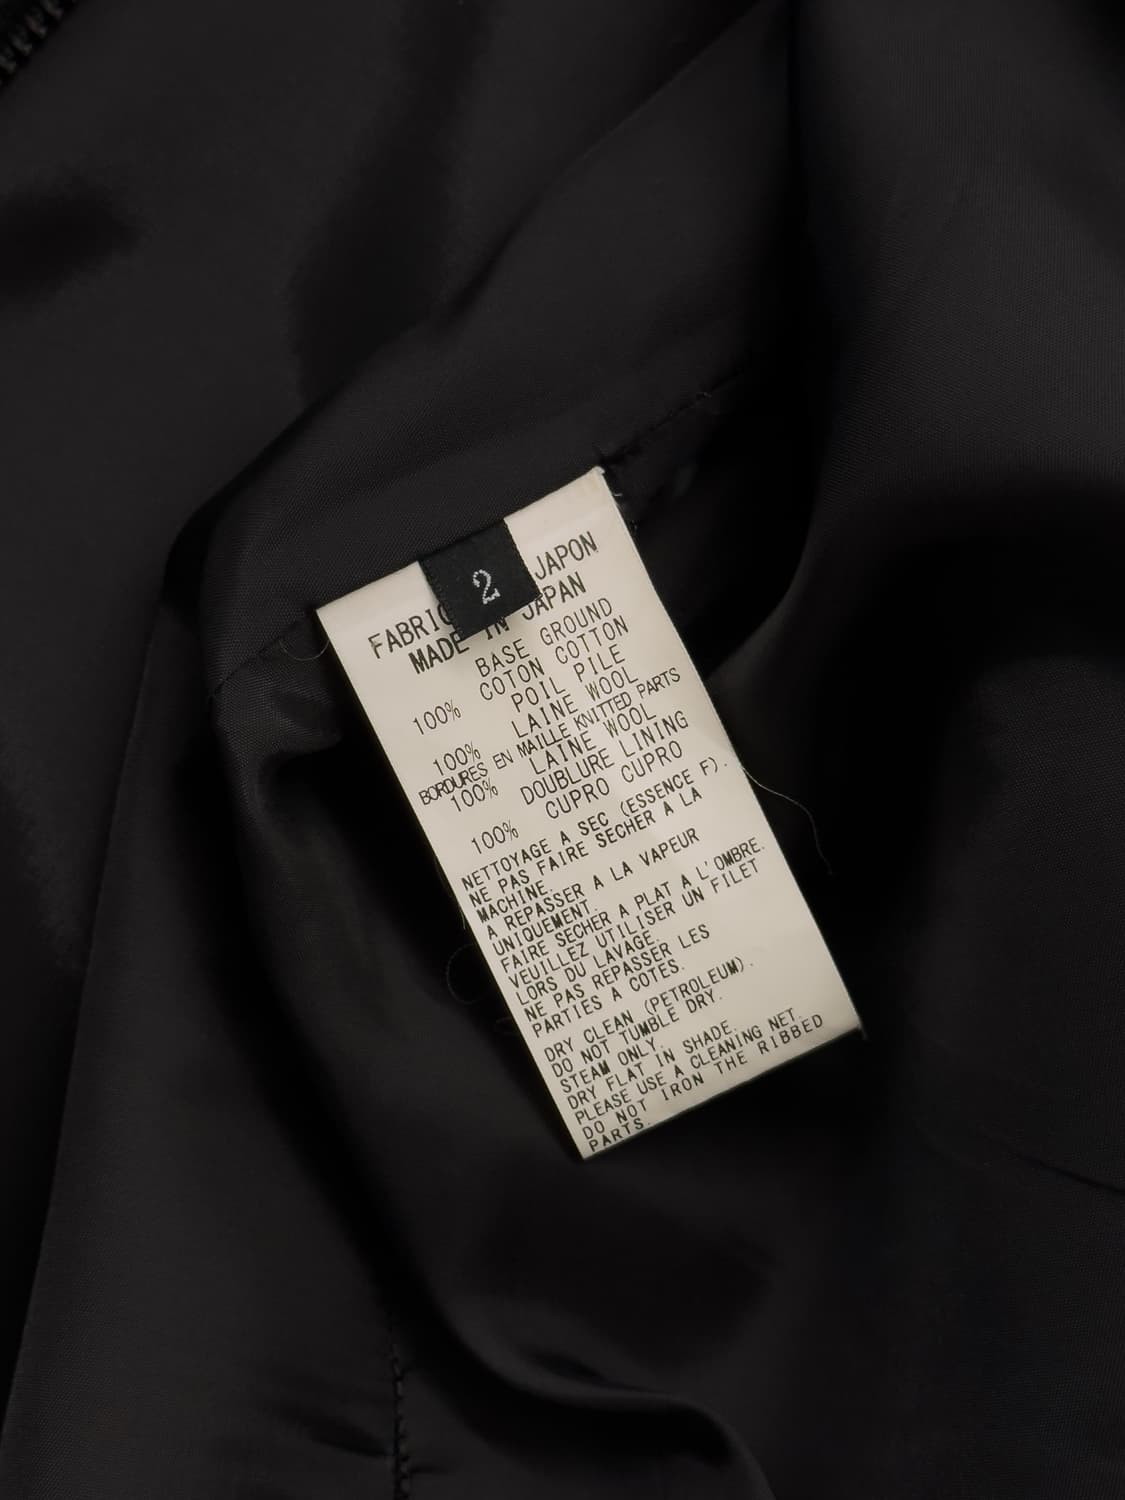 2
FABRIC JAPON
MADE IN JAPAN
BASE GROUND
100% COTON COTTON
POIL PILE
100% LAINE WOOL
BORDURES EN MAILLE KNITTED PARTS
100% LAINE WOOL
DOUBLURE LINING
100% CUPRO CUPRO
NETTOYAGE A SEC (ESSENCE F).
NE PAS FAIRE SECHER A LA
MACHINE.
A REPASSER A LA VAPEUR
UNIQUEMENT.
FAIRE SECHER A PLAT A L'OMBRE.
VEUILLEZ UTILISER UN FILET
LORS DU LAVAGE.
NE PAS REPASSER LES
PARTIES A COTES.
DRY CLEAN (PETROLEUM).
DO NOT TUMBLE DRY.
STEAM ONLY.
DRY FLAT IN SHADE.
PLEASE USE A CLEANING NET.
DO NOT IRON THE RIBBED
PARTS.